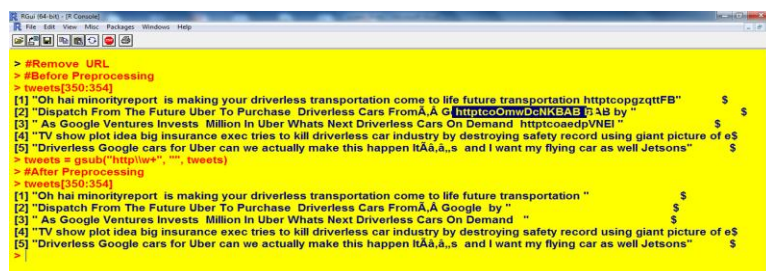 RGui (64-bit) - [R Console]
File Edit View Misc Packages Windows Help
> #Remove URL
> #Before Preprocessing
> tweets[350:354]
[1] "Oh hai minorityreport is making your driverless transportation come to life future transportation httptcopgzqttFB" $
[2] "Dispatch From The Future Uber To Purchase Driverless Cars FromÃ‚Â G httptcoOmwDcNKBAB by " $
[3] " As Google Ventures Invests Million In Uber Whats Next Driverless Cars On Demand httptcoaedpVNEI " $
[4] "TV show plot idea big insurance exec tries to kill driverless car industry by destroying safety record using giant picture of e$
[5] "Driverless Google cars for Uber can we actually make this happen ItÃâ,â,,s and I want my flying car as well Jetsons" $
> tweets = gsub("http\\w+", "", tweets)
> #After Preprocessing
> tweets[350:354]
[1] "Oh hai minorityreport is making your driverless transportation come to life future transportation " $
[2] "Dispatch From The Future Uber To Purchase Driverless Cars FromÃ,Â Google by " $
[3] " As Google Ventures Invests Million In Uber Whats Next Driverless Cars On Demand " $
[4] "TV show plot idea big insurance exec tries to kill driverless car industry by destroying safety record using giant picture of e$
[5] "Driverless Google cars for Uber can we actually make this happen ItÃâ,â,,s and I want my flying car as well Jetsons" $
>